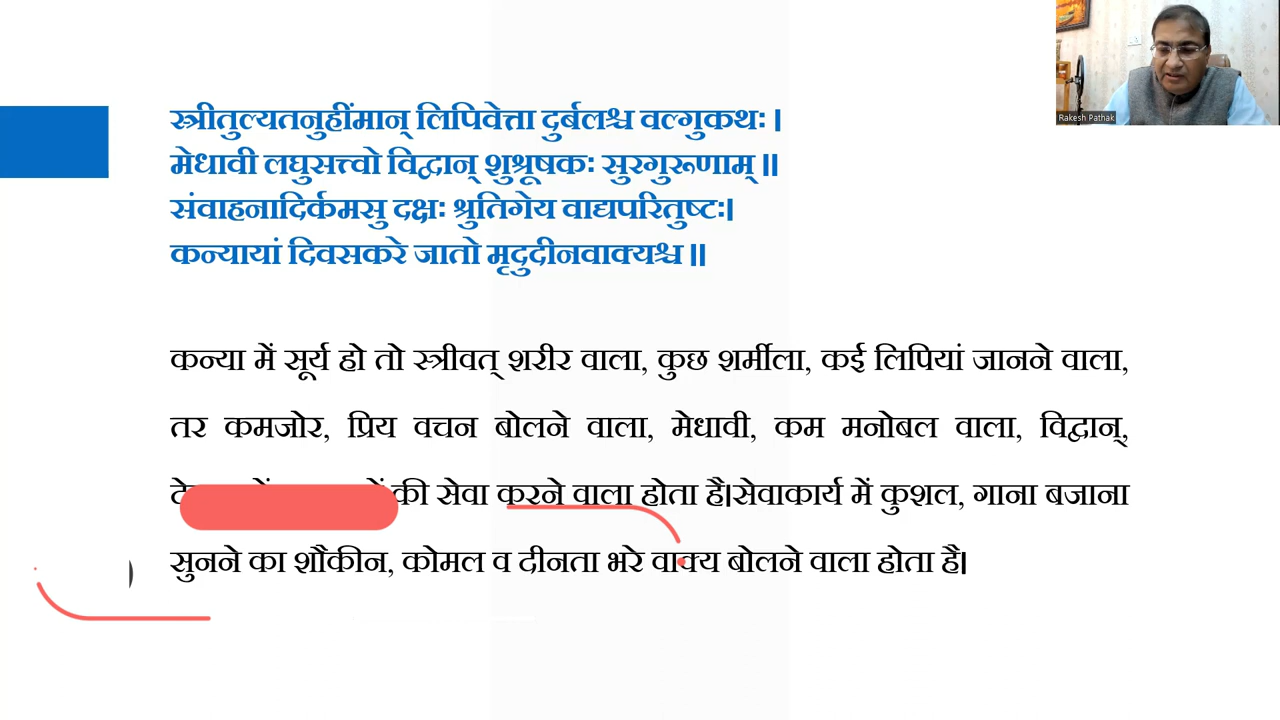 Rakesh Pathak
स्त्रीतुल्यतनुर्हीमान् लिपिवेत्ता दुर्बलश्च वल्गुकथः ।
मेधावी लघुसत्त्वो विद्वान् शुश्रूषकः सुरगुरूणाम् ॥
संवाहनादिर्कमसु दक्षः श्रुतिगेय वाद्यपरितुष्टः।
कन्यायां दिवसकरे जातो मृदुदीनवाक्यश्च ॥
कन्या में सूर्य हो तो स्त्रीवत् शरीर वाला, कुछ शर्मीला, कई लिपियां जानने वाला,
तर कमजोर, प्रिय वचन बोलने वाला, मेधावी, कम मनोबल वाला, विद्वान्,
की सेवा करने वाला होता है।सेवाकार्य में कुशल, गाना बजाना
सुनने का शौकीन, कोमल व दीनता भरे वाक्य बोलने वाला होता है।